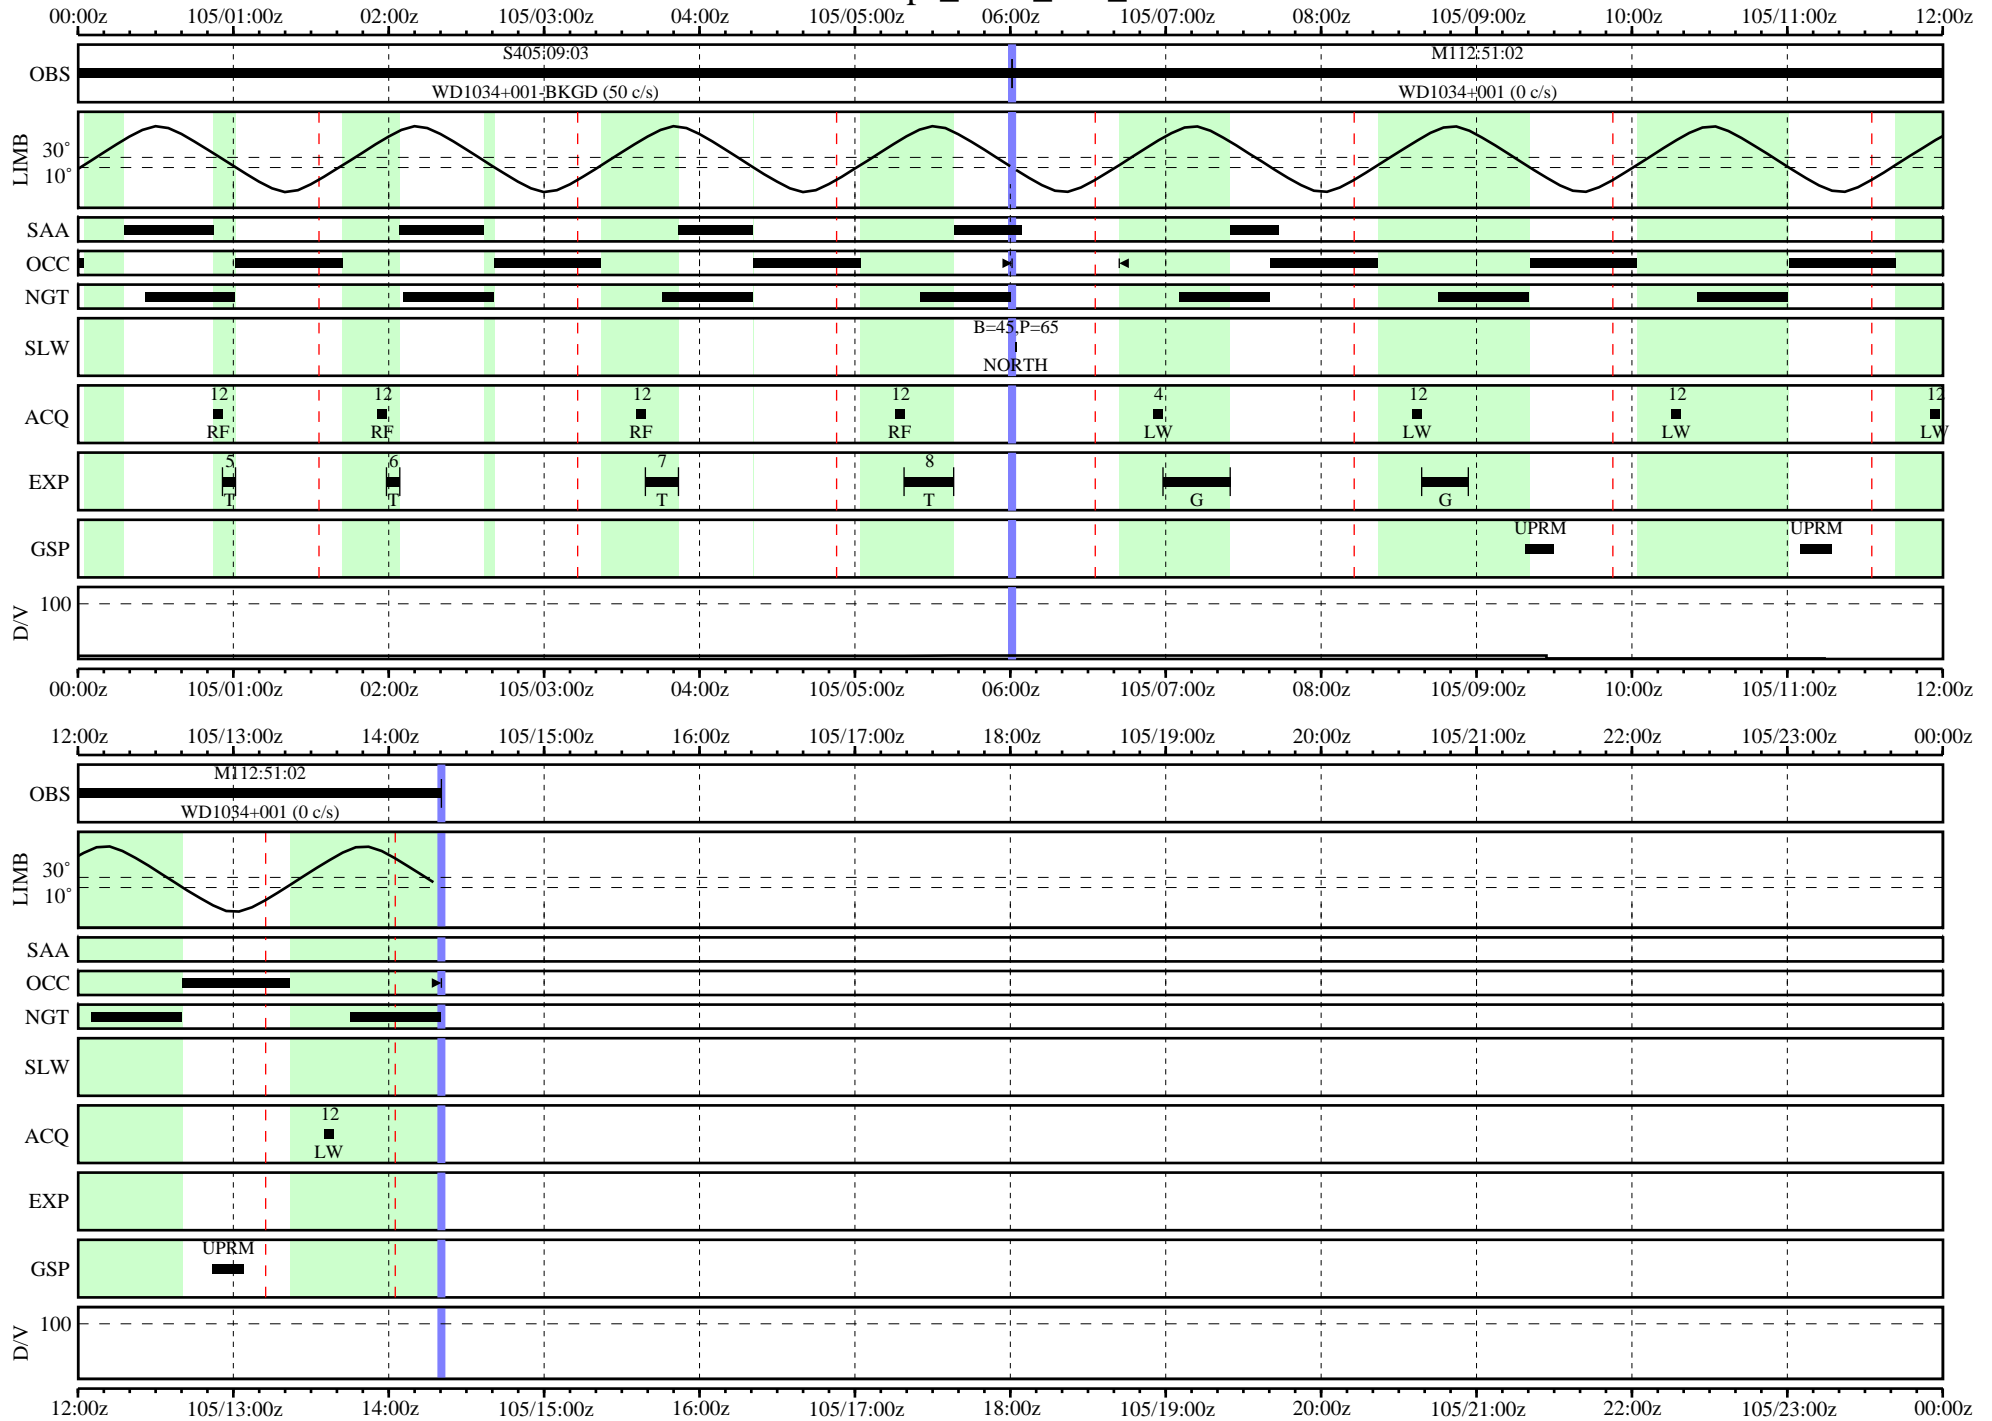 00:00z 105/01:00z 02:00z 105/03:00z 04:00z 105/05:00z 06:00z 105/07:00z 08:00z 105/09:00z 10:00z 105/11:00z 12:00z
S405:09:03 M112:51:02
OBS
WD1034+001-BKGD (50 c/s) WD1034+001 (0 c/s)
LIMB 30° 10°
SAA
OCC
NGT
B=45,P=65
SLW
NORTH
12 12 12 12 4 12 12 12
ACQ
RF RF RF RF LW LW LW LW
5 6 7 8
EXP
T T T T G G
UPRM UPRM
GSP
D/V 100
00:00z 105/01:00z 02:00z 105/03:00z 04:00z 105/05:00z 06:00z 105/07:00z 08:00z 105/09:00z 10:00z 105/11:00z 12:00z
12:00z 105/13:00z 14:00z 105/15:00z 16:00z 105/17:00z 18:00z 105/19:00z 20:00z 105/21:00z 22:00z 105/23:00z 00:00z
M112:51:02
OBS
WD1034+001 (0 c/s)
LIMB 30° 10°
SAA
OCC
NGT
SLW
12
ACQ
LW
EXP
UPRM
GSP
D/V 100
12:00z 105/13:00z 14:00z 105/15:00z 16:00z 105/17:00z 18:00z 105/19:00z 20:00z 105/21:00z 22:00z 105/23:00z 00:00z